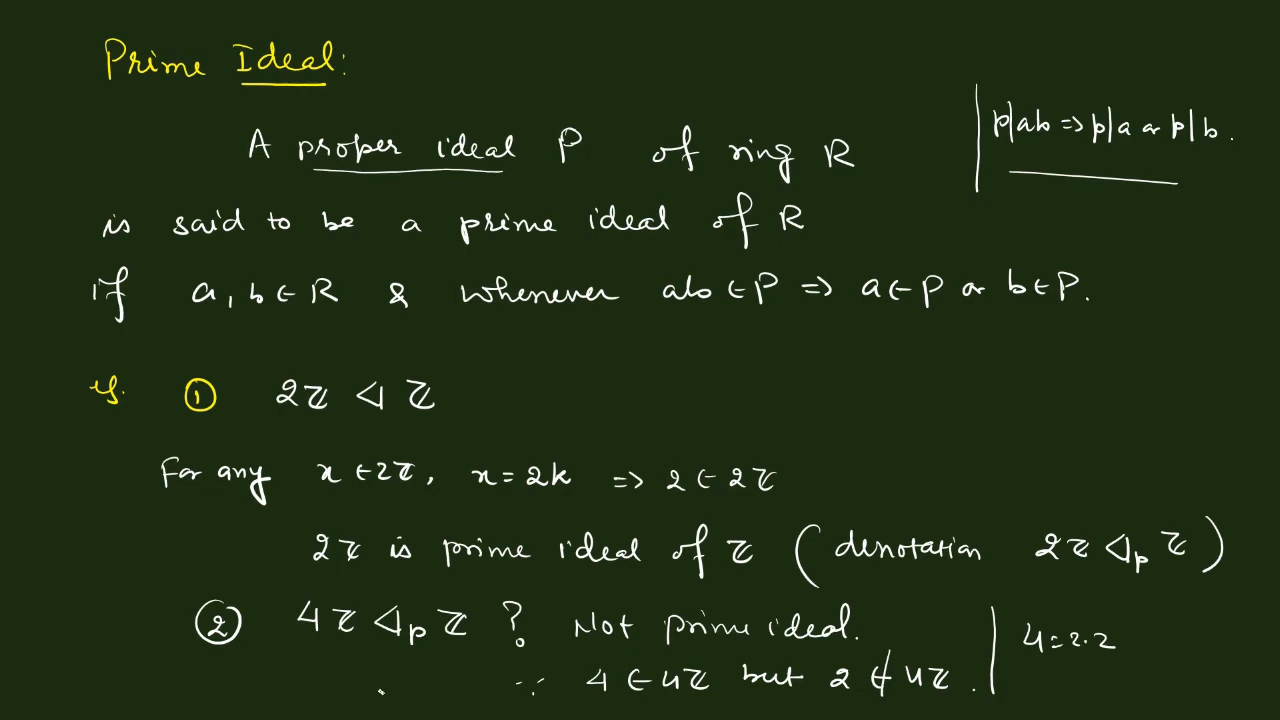 Prime Ideal:
A proper ideal P of ring R
p|ab ⇒ p|a or p|b.
is said to be a prime ideal of R
if a, b ∈ R & whenever ab ∈ P ⇒ a ∈ P or b ∈ P.
eg. ① 2ℤ ◁ ℤ
For any x ∈ 2ℤ, x = 2k ⇒ 2 ∈ 2ℤ
2ℤ is prime ideal of ℤ ( denotation 2ℤ ◁p ℤ )
② 4ℤ ◁p ℤ ? Not prime ideal.
∵ 4 ∈ 4ℤ but 2 ∉ 4ℤ.
4 = 2·2